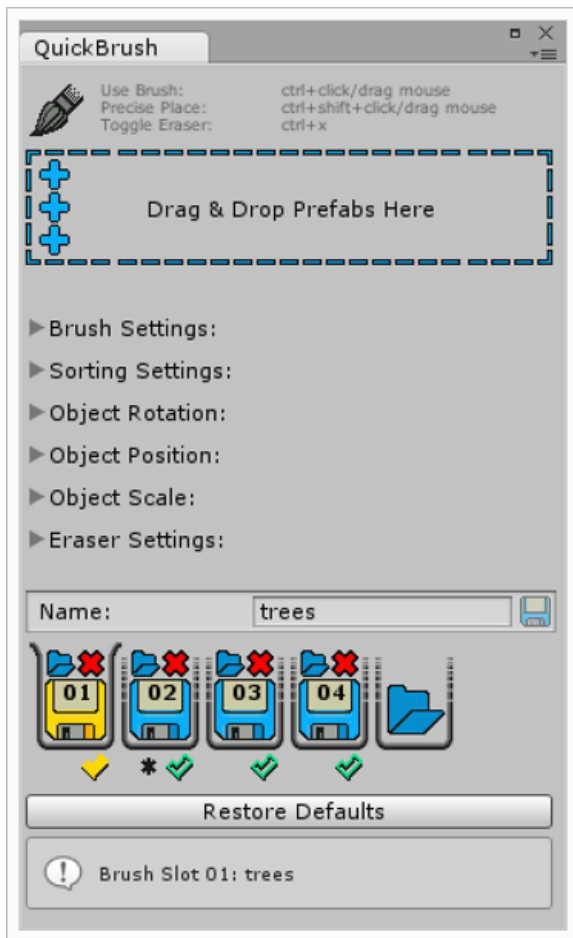 QuickBrush
Use Brush: ctrl+click/drag mouse
Precise Place: ctrl+shift+click/drag mouse
Toggle Eraser: ctrl+x
Drag & Drop Prefabs Here
Brush Settings:
Sorting Settings:
Object Rotation:
Object Position:
Object Scale:
Eraser Settings:
Name: trees
01 02 03 04
*
Restore Defaults
Brush Slot 01: trees